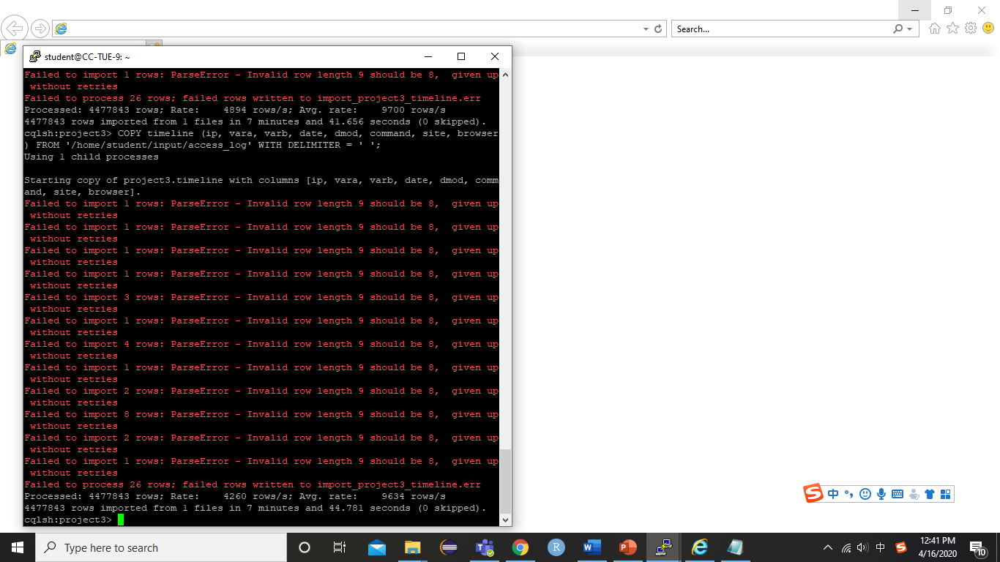 Search...
student@CC-TUE-9: ~
Failed to import 1 rows: ParseError - Invalid row length 9 should be 8,  given up
 without retries
Failed to process 26 rows; failed rows written to import_project3_timeline.err
Processed: 4477843 rows; Rate:    4894 rows/s; Avg. rate:    9700 rows/s
4477843 rows imported from 1 files in 7 minutes and 41.656 seconds (0 skipped).
cqlsh:project3> COPY timeline (ip, vara, varb, date, dmod, command, site, browser
) FROM '/home/student/input/access_log' WITH DELIMITER = ' ';
Using 1 child processes
Starting copy of project3.timeline with columns [ip, vara, varb, date, dmod, comm
and, site, browser].
Failed to import 1 rows: ParseError - Invalid row length 9 should be 8,  given up
 without retries
Failed to import 1 rows: ParseError - Invalid row length 9 should be 8,  given up
 without retries
Failed to import 1 rows: ParseError - Invalid row length 9 should be 8,  given up
 without retries
Failed to import 1 rows: ParseError - Invalid row length 9 should be 8,  given up
 without retries
Failed to import 3 rows: ParseError - Invalid row length 9 should be 8,  given up
 without retries
Failed to import 1 rows: ParseError - Invalid row length 9 should be 8,  given up
 without retries
Failed to import 4 rows: ParseError - Invalid row length 9 should be 8,  given up
 without retries
Failed to import 1 rows: ParseError - Invalid row length 9 should be 8,  given up
 without retries
Failed to import 2 rows: ParseError - Invalid row length 9 should be 8,  given up
 without retries
Failed to import 8 rows: ParseError - Invalid row length 9 should be 8,  given up
 without retries
Failed to import 2 rows: ParseError - Invalid row length 9 should be 8,  given up
 without retries
Failed to import 1 rows: ParseError - Invalid row length 9 should be 8,  given up
 without retries
Failed to process 26 rows; failed rows written to import_project3_timeline.err
Processed: 4477843 rows; Rate:    4260 rows/s; Avg. rate:    9634 rows/s
4477843 rows imported from 1 files in 7 minutes and 44.781 seconds (0 skipped).
cqlsh:project3>
S 中 °,
Type here to search
R W P 中 S 12:41 PM
4/16/2020 10